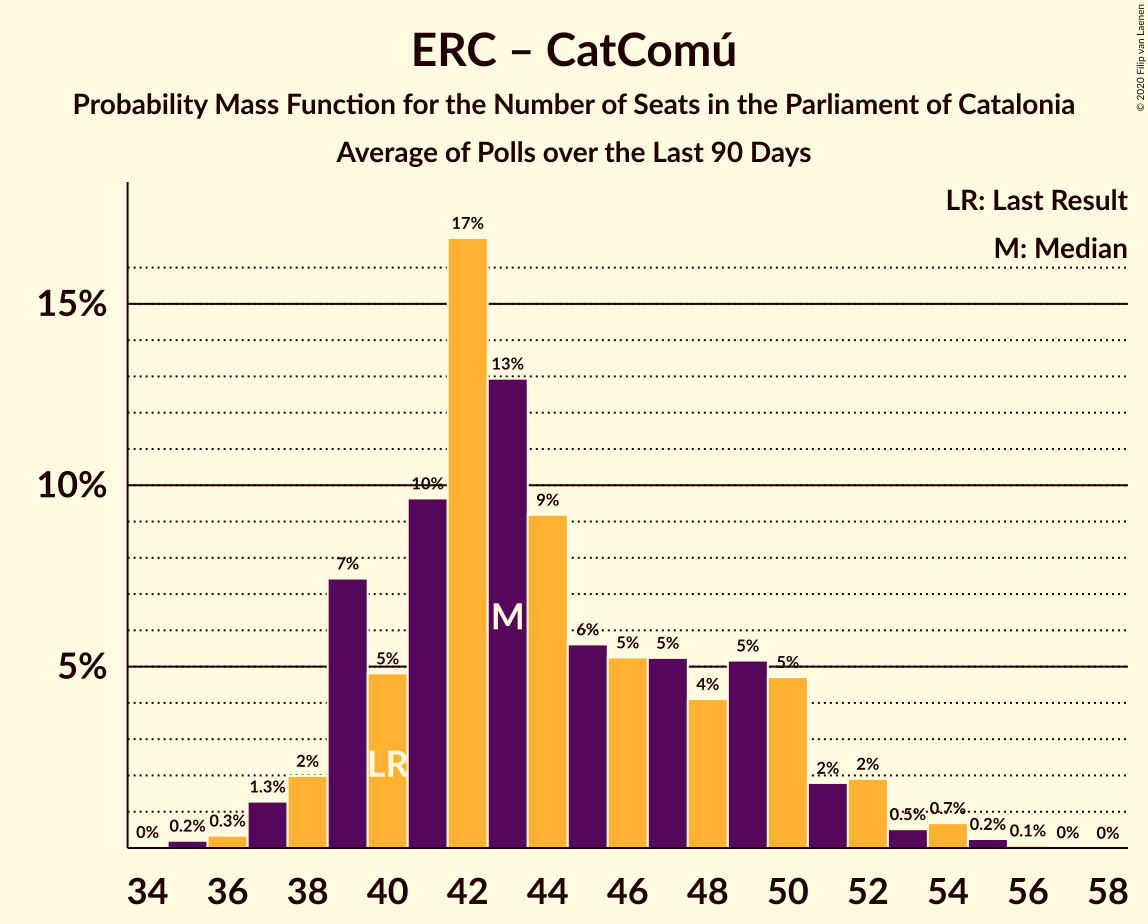 ERC – CatComú
Probability Mass Function for the Number of Seats in the Parliament of Catalonia
Average of Polls over the Last 90 Days
© 2020 Filip van Laenen
LR: Last Result
M: Median
15%
10%
5%
0% 0.2% 0.3% 1.3% 2% 7% 5% 10% 17% 13% 9% 6% 5% 5% 4% 5% 5% 2% 2% 0.5% 0.7% 0.2% 0.1% 0% 0%
M
LR
34 36 38 40 42 44 46 48 50 52 54 56 58